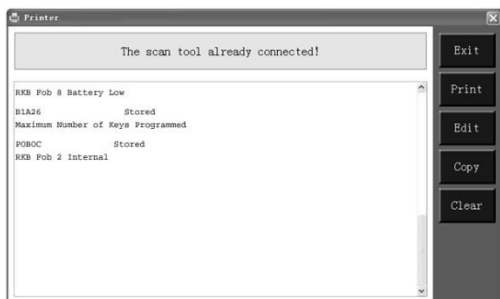 Printer
The scan tool already connected!
Exit
Print
Edit
Copy
Clear
RKB Fob 8 Battery Low
B1A26 Stored
Maximum Number of Keys Programmed
POBOC Stored
RKB Fob 2 Internal